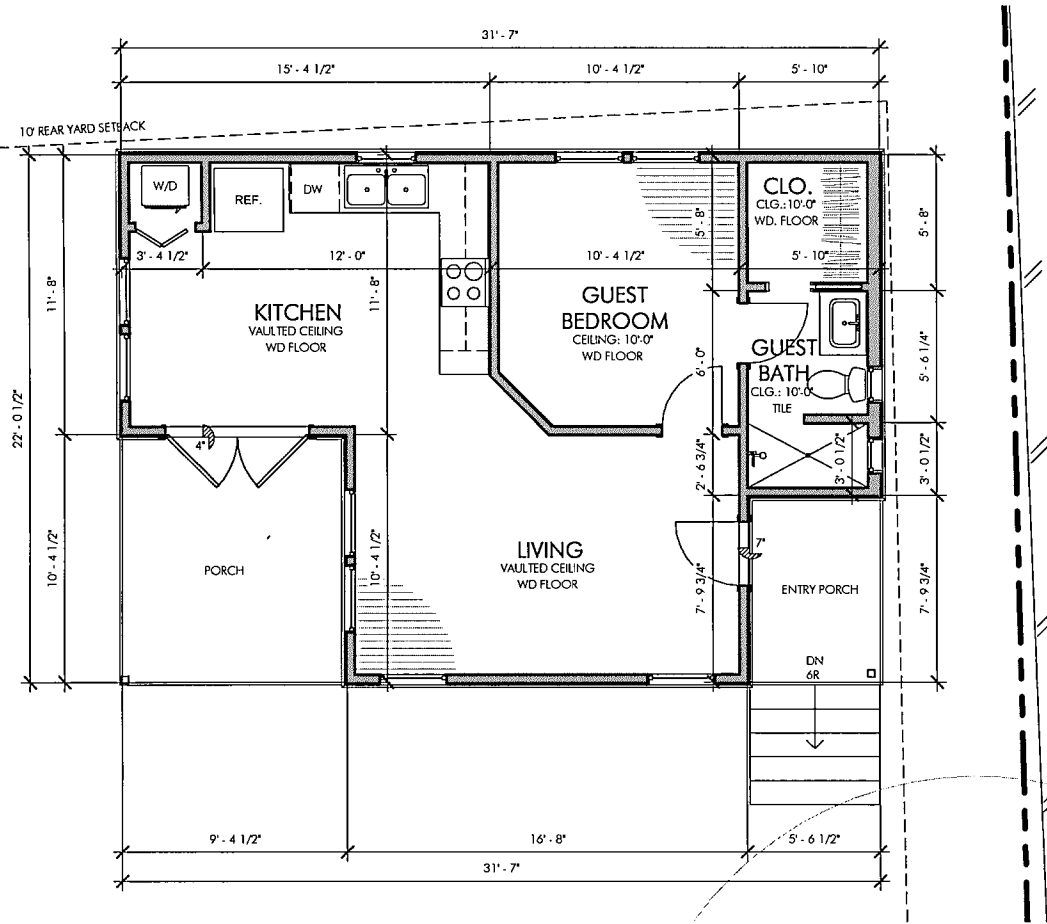 31' - 7"
15' - 4 1/2"
10' - 4 1/2"
5' - 10"
10' REAR YARD SETBACK
W/D
REF.
DW
CLO.
CLG.: 10'-0"
WD. FLOOR
5' - 8"
5' - 8"
3' - 4 1/2"
12' - 0"
10' - 4 1/2"
5' - 10"
11' - 8"
11' - 8"
KITCHEN
VAULTED CEILING
WD FLOOR
GUEST
BEDROOM
CEILING: 10'-0"
WD FLOOR
GUEST
BATH
CLG.: 10'-0"
TILE
6' - 0"
5' - 6 1/4"
22' - 0 1/2"
4"
2' - 6 3/4"
3' - 0 1/2"
3' - 0 1/2"
10' - 4 1/2"
10' - 4 1/2"
PORCH
LIVING
VAULTED CEILING
WD FLOOR
7"
7' - 9 3/4"
ENTRY PORCH
7' - 9 3/4"
DN
6R
9' - 4 1/2"
16' - 8"
5' - 6 1/2"
31' - 7"